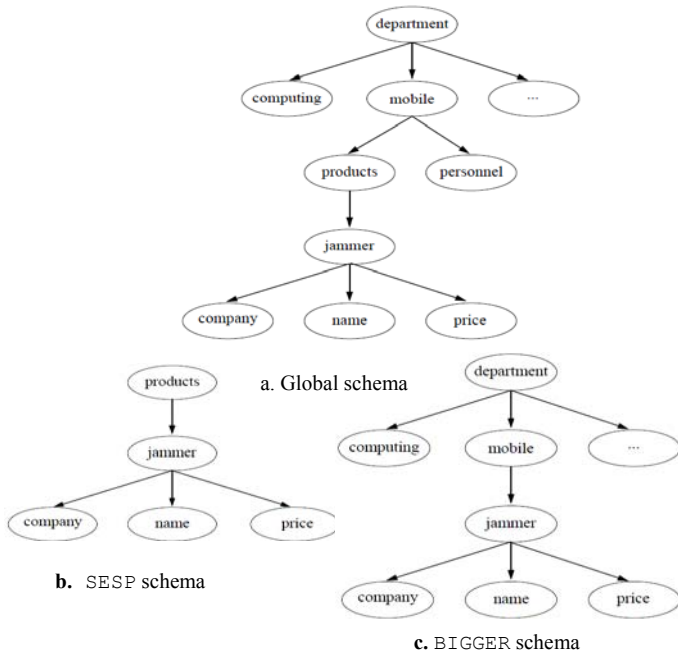 department
computing
mobile
...
products
personnel
jammer
company
name
price
a. Global schema
products
jammer
company
name
price
b. SESP schema
department
computing
mobile
...
jammer
company
name
price
c. BIGGER schema